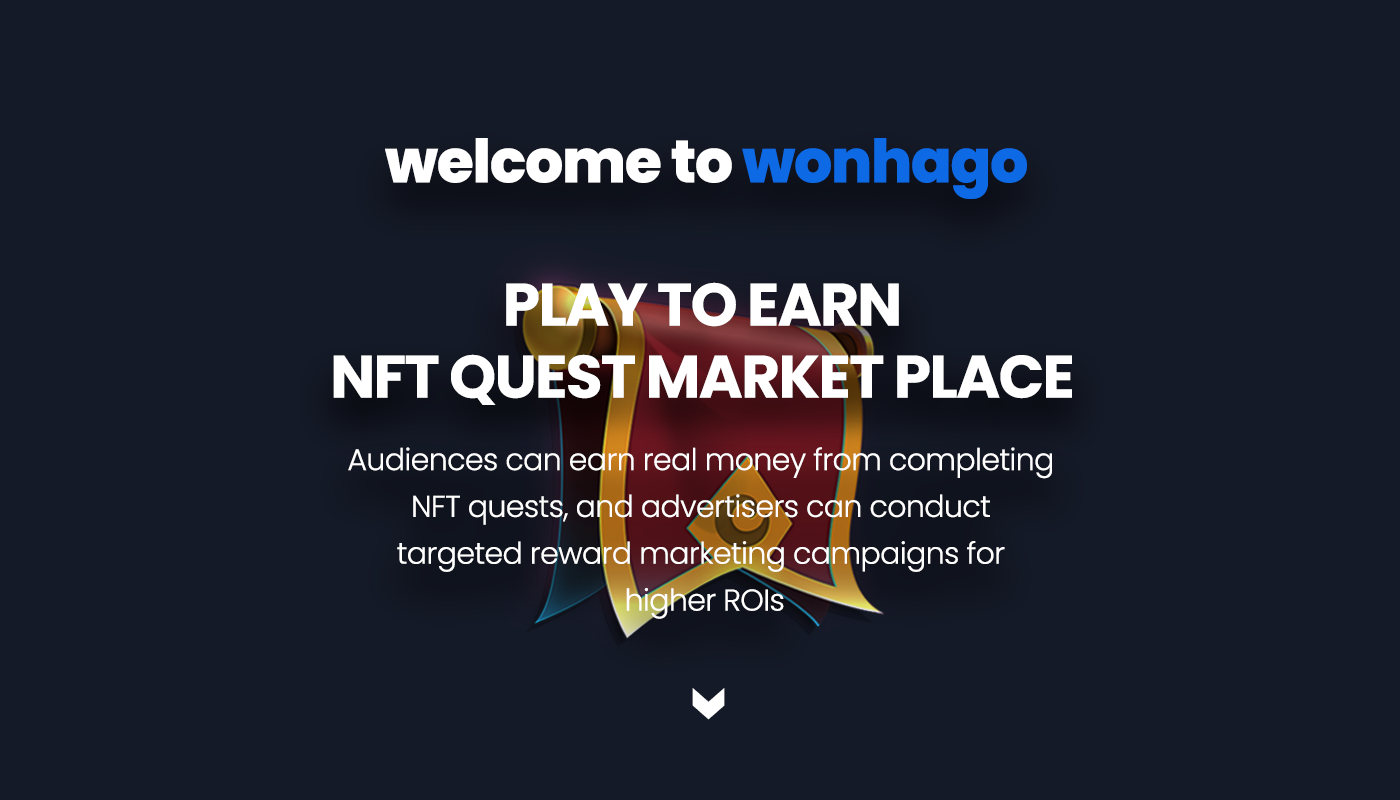 welcome to wonhago
PLAY TO EARN
NFT QUEST MARKET PLACE
Audiences can earn real money from completing
NFT quests, and advertisers can conduct
targeted reward marketing campaigns for
higher ROIs